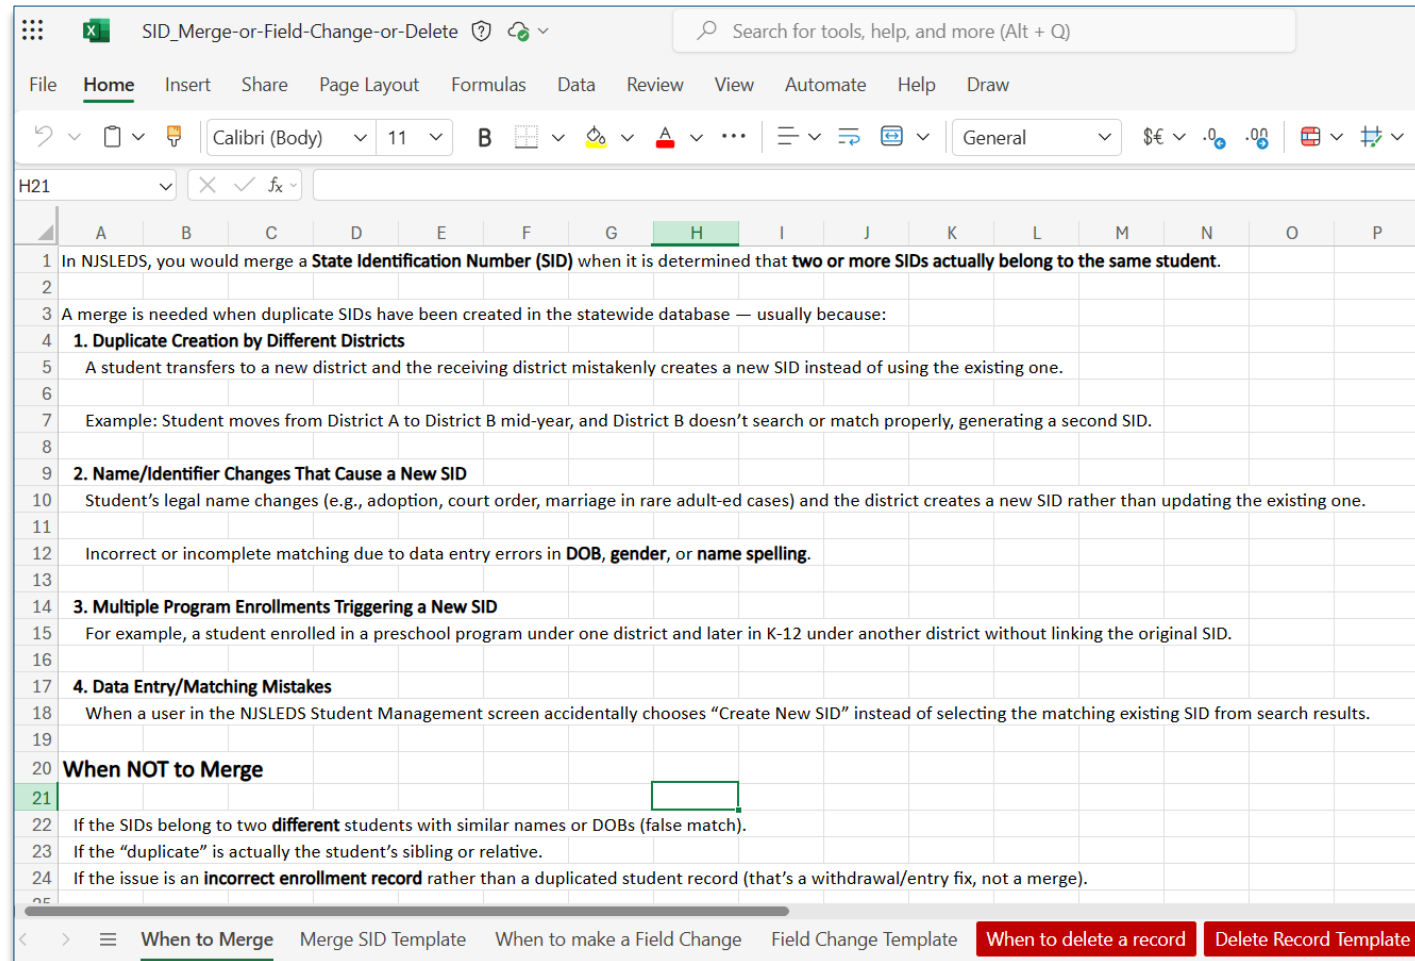 SID_Merge-or-Field-Change-or-Delete
Search for tools, help, and more (Alt + Q)
File Home Insert Share Page Layout Formulas Data Review View Automate Help Draw
Calibri (Body) 11 B A General $€ .0 .00
H21 fx
A B C D E F G H I J K L M N O P
1 In NJSLEDS, you would merge a State Identification Number (SID) when it is determined that two or more SIDs actually belong to the same student.
2
3 A merge is needed when duplicate SIDs have been created in the statewide database — usually because:
4 1. Duplicate Creation by Different Districts
5 A student transfers to a new district and the receiving district mistakenly creates a new SID instead of using the existing one.
6
7 Example: Student moves from District A to District B mid-year, and District B doesn’t search or match properly, generating a second SID.
8
9 2. Name/Identifier Changes That Cause a New SID
10 Student’s legal name changes (e.g., adoption, court order, marriage in rare adult-ed cases) and the district creates a new SID rather than updating the existing one.
11
12 Incorrect or incomplete matching due to data entry errors in DOB, gender, or name spelling.
13
14 3. Multiple Program Enrollments Triggering a New SID
15 For example, a student enrolled in a preschool program under one district and later in K-12 under another district without linking the original SID.
16
17 4. Data Entry/Matching Mistakes
18 When a user in the NJSLEDS Student Management screen accidentally chooses “Create New SID” instead of selecting the matching existing SID from search results.
19
20 When NOT to Merge
21
22 If the SIDs belong to two different students with similar names or DOBs (false match).
23 If the “duplicate” is actually the student’s sibling or relative.
24 If the issue is an incorrect enrollment record rather than a duplicated student record (that’s a withdrawal/entry fix, not a merge).
When to Merge Merge SID Template When to make a Field Change Field Change Template When to delete a record Delete Record Template